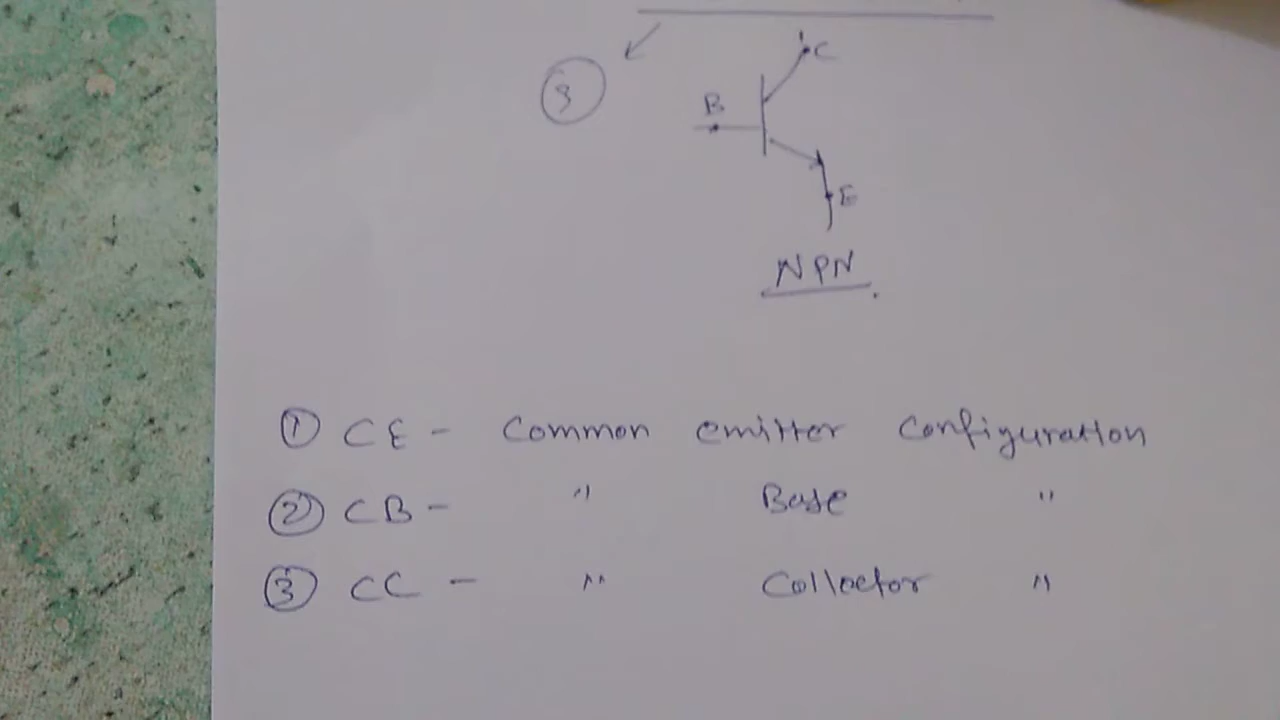 3
C
B
E
NPN.
① CE - Common emitter Configuration
② CB - " Base "
③ CC - " Collector "